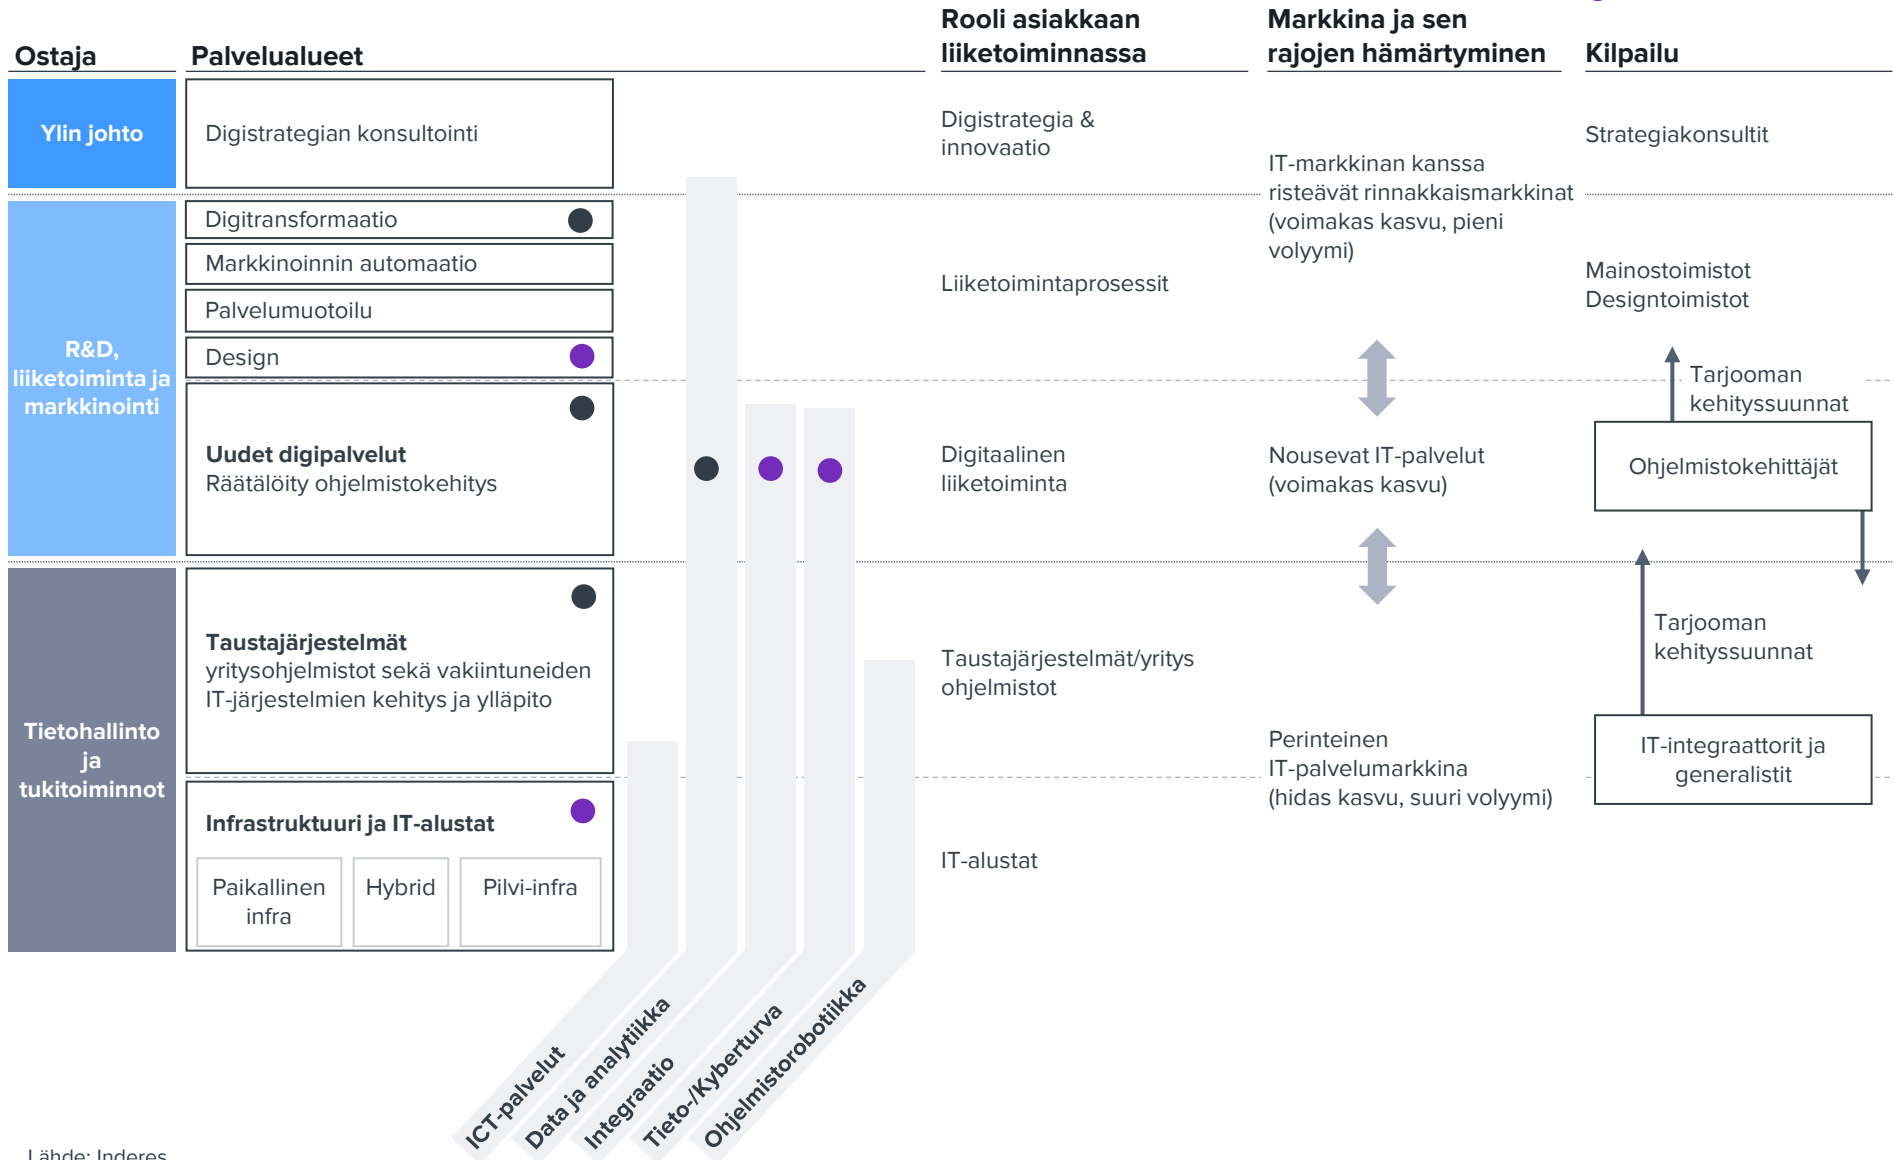 Ostaja
Palvelualueet
Rooli asiakkaan
liiketoiminnassa
Markkina ja sen
rajojen hämärtyminen
Kilpailu
Ylin johto
Digistrategian konsultointi
Digistrategia &
innovaatio
IT-markkinan kanssa
risteävät rinnakkaismarkkinat
(voimakas kasvu, pieni
volyymi)
Strategiakonsultit
R&D,
liiketoiminta ja
markkinointi
Digitransformaatio
Markkinoinnin automaatio
Palvelumuotoilu
Design
Liiketoimintaprosessit
Mainostoimistot
Designtoimistot
Tarjooman
kehityssuunnat
Uudet digipalvelut
Räätälöity ohjelmistokehitys
Digitaalinen
liiketoiminta
Nousevat IT-palvelut
(voimakas kasvu)
Ohjelmistokehittäjät
Tietohallinto
ja
tukitoiminnot
Taustajärjestelmät
yritysohjelmistot sekä vakiintuneiden
IT-järjestelmien kehitys ja ylläpito
Taustajärjestelmät/yritys
ohjelmistot
Tarjooman
kehityssuunnat
Perinteinen
IT-palvelumarkkina
(hidas kasvu, suuri volyymi)
IT-integraattorit ja
generalistit
Infrastruktuuri ja IT-alustat
Paikallinen
infra
Hybrid
Pilvi-infra
IT-alustat
ICT-palvelut
Data ja analytiikka
Integraatio
Tieto-/Kyberturva
Ohjelmistorobotiikka
Lähde: Inderes